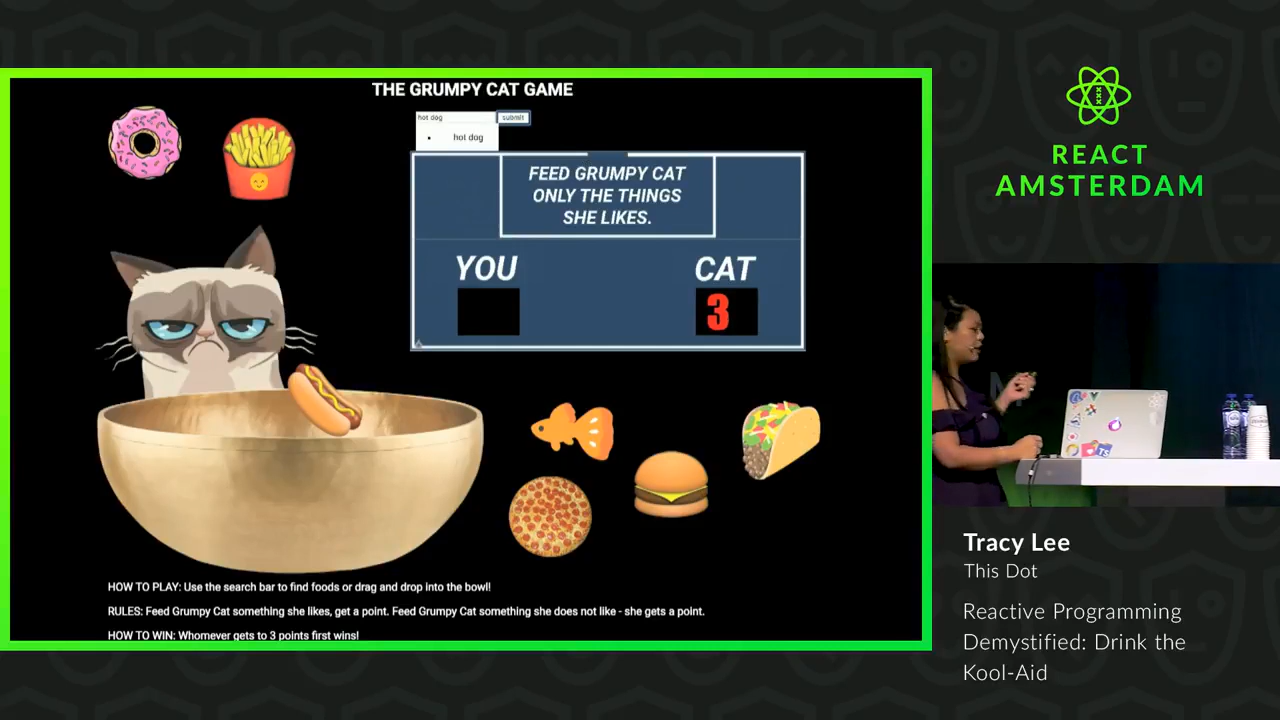 THE GRUMPY CAT GAME
hot dog
submit
hot dog
FEED GRUMPY CAT
ONLY THE THINGS
SHE LIKES.
YOU
CAT
3
HOW TO PLAY: Use the search bar to find foods or drag and drop into the bowl!
RULES: Feed Grumpy Cat something she likes, get a point. Feed Grumpy Cat something she does not like - she gets a point.
HOW TO WIN: Whomever gets to 3 points first wins!
REACT
AMSTERDAM
Tracy Lee
This Dot
Reactive Programming
Demystified: Drink the
Kool-Aid